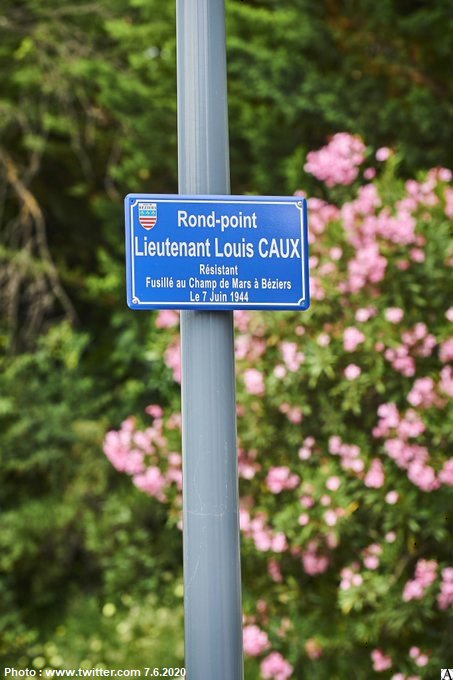 Rond-point
Lieutenant Louis CAUX
Résistant
Fusillé au Champ de Mars à Béziers
Le 7 Juin 1944
Photo : www.twitter.com 7.6.2020
A